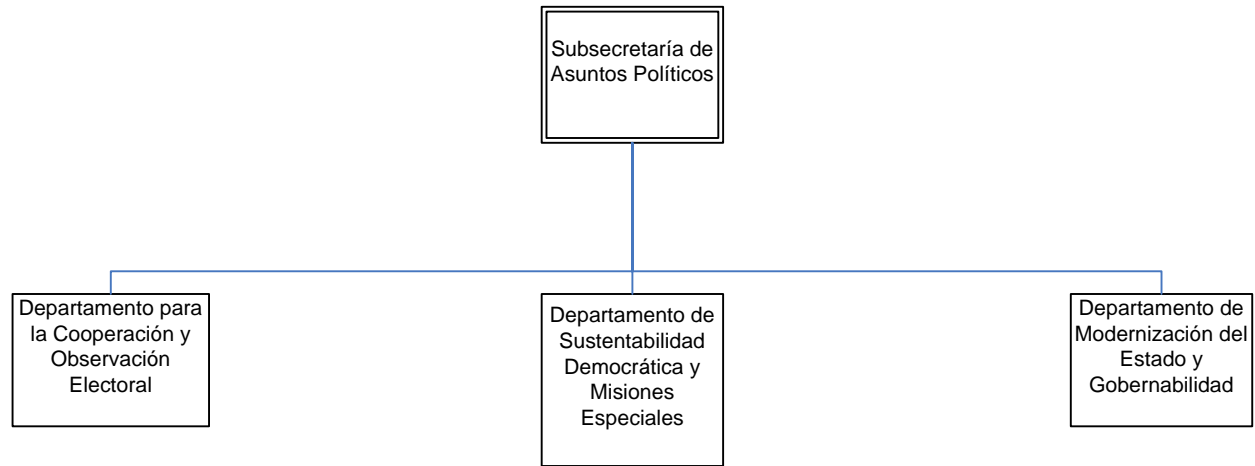 Subsecretaría de
Asuntos Políticos
Departamento para
la Cooperación y
Observación
Electoral
Departamento de
Sustentabilidad
Democrática y
Misiones
Especiales
Departamento de
Modernización del
Estado y
Gobernabilidad